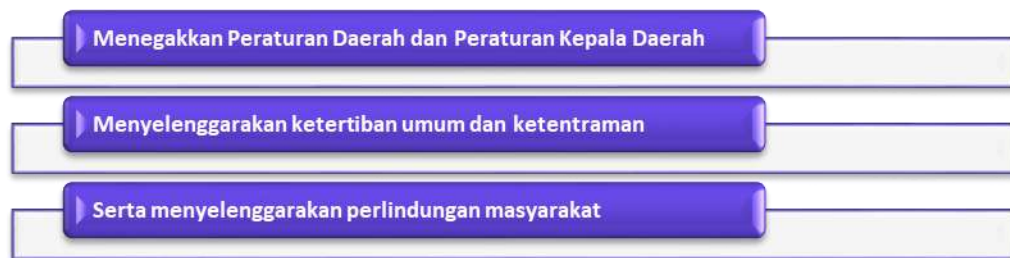 Menegakkan Peraturan Daerah dan Peraturan Kepala Daerah
Menyelenggarakan ketertiban umum dan ketentraman
Serta menyelenggarakan perlindungan masyarakat